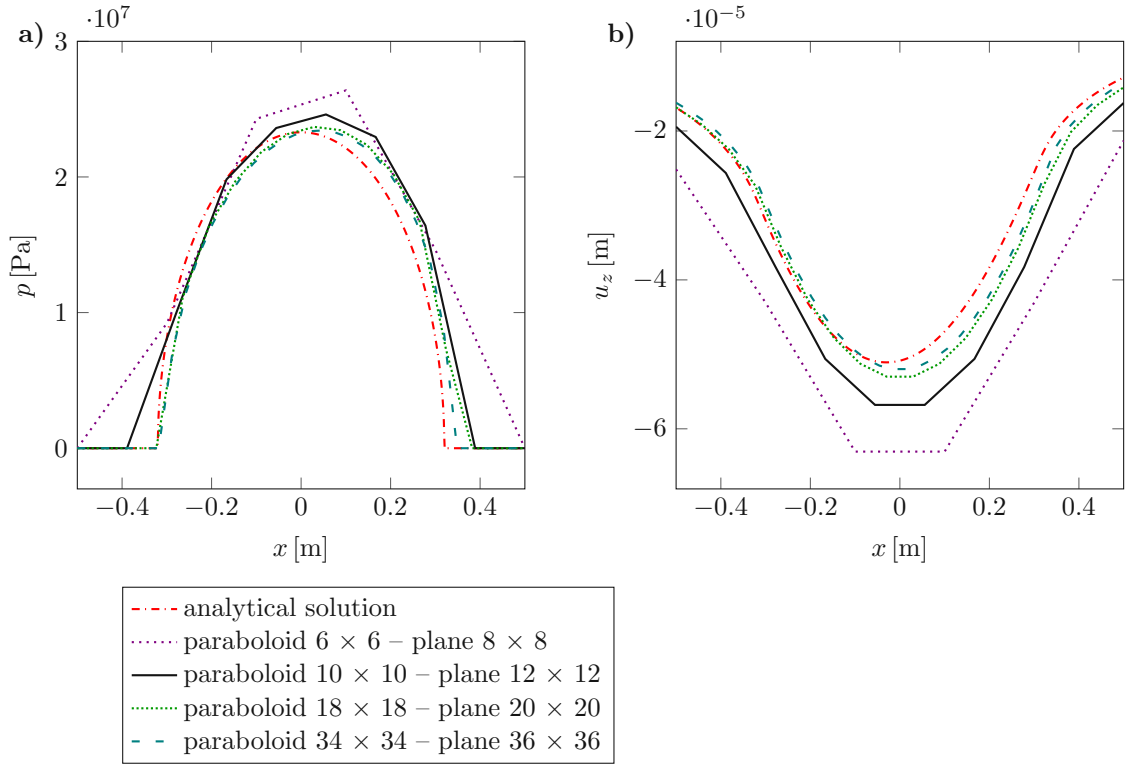 a)
·10⁷
3
2
1
0
p [Pa]
−0.4 −0.2 0 0.2 0.4
x [m]
b)
·10⁻⁵
−2
−4
−6
u_z [m]
−0.4 −0.2 0 0.2 0.4
x [m]
analytical solution
paraboloid 6 × 6 – plane 8 × 8
paraboloid 10 × 10 – plane 12 × 12
paraboloid 18 × 18 – plane 20 × 20
paraboloid 34 × 34 – plane 36 × 36